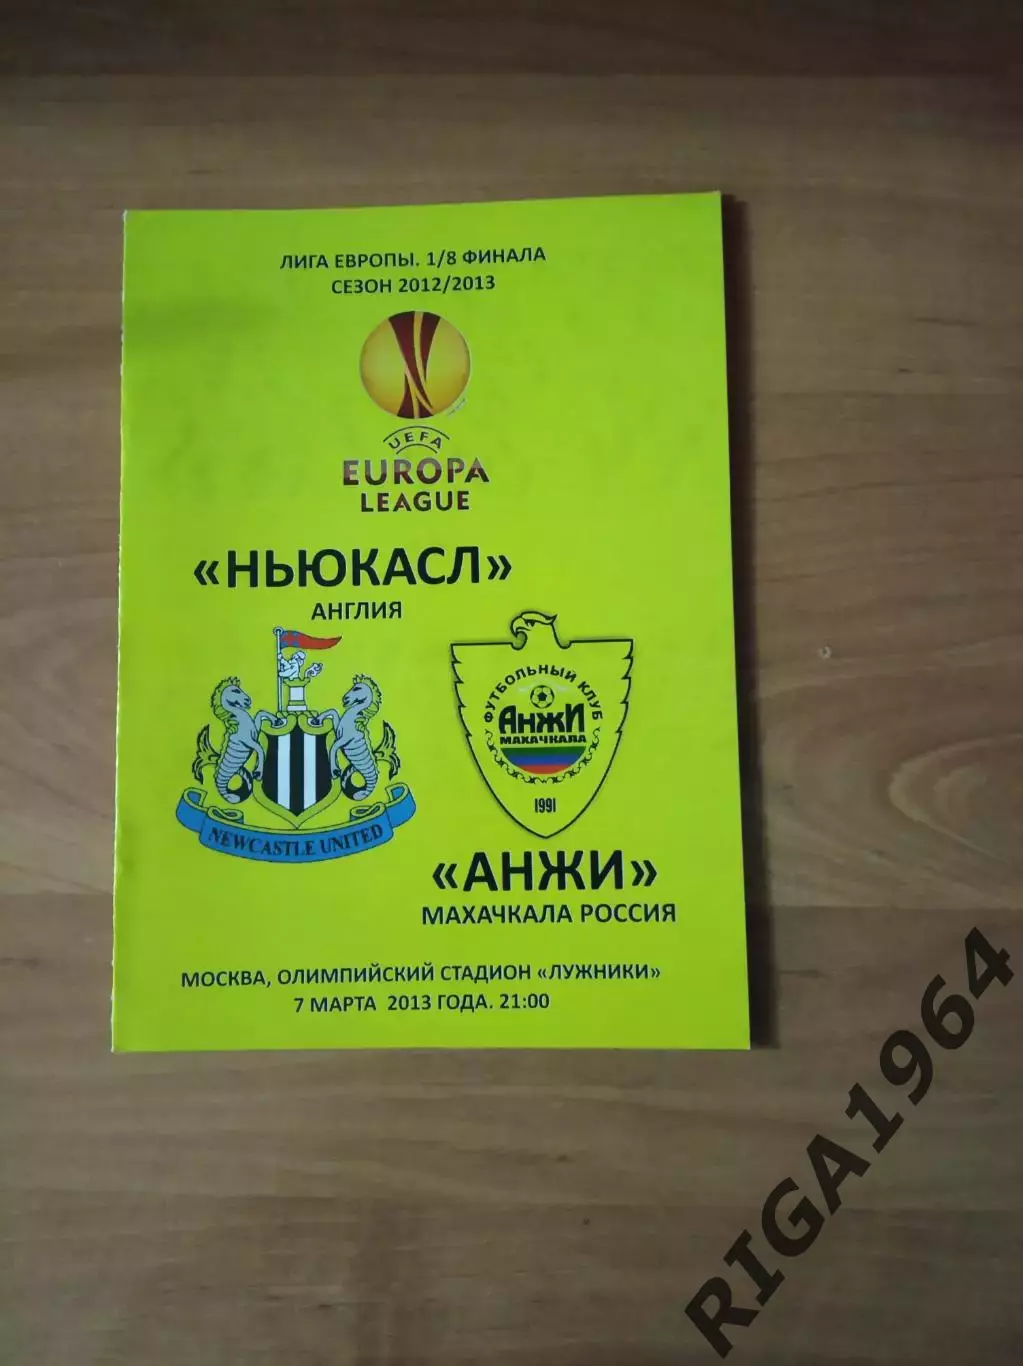 ЛИГА ЕВРОПЫ. 1/8 ФИНАЛА
СЕЗОН 2012/2013
UEFA
EUROPA
LEAGUE
«НЬЮКАСЛ»
АНГЛИЯ
NEWCASTLE UNITED
ФУТБОЛЬНЫЙ КЛУБ
АНЖИ
МАХАЧКАЛА
1991
«АНЖИ»
МАХАЧКАЛА РОССИЯ
МОСКВА, ОЛИМПИЙСКИЙ СТАДИОН «ЛУЖНИКИ»
7 МАРТА 2013 ГОДА. 21:00
RIGA1964